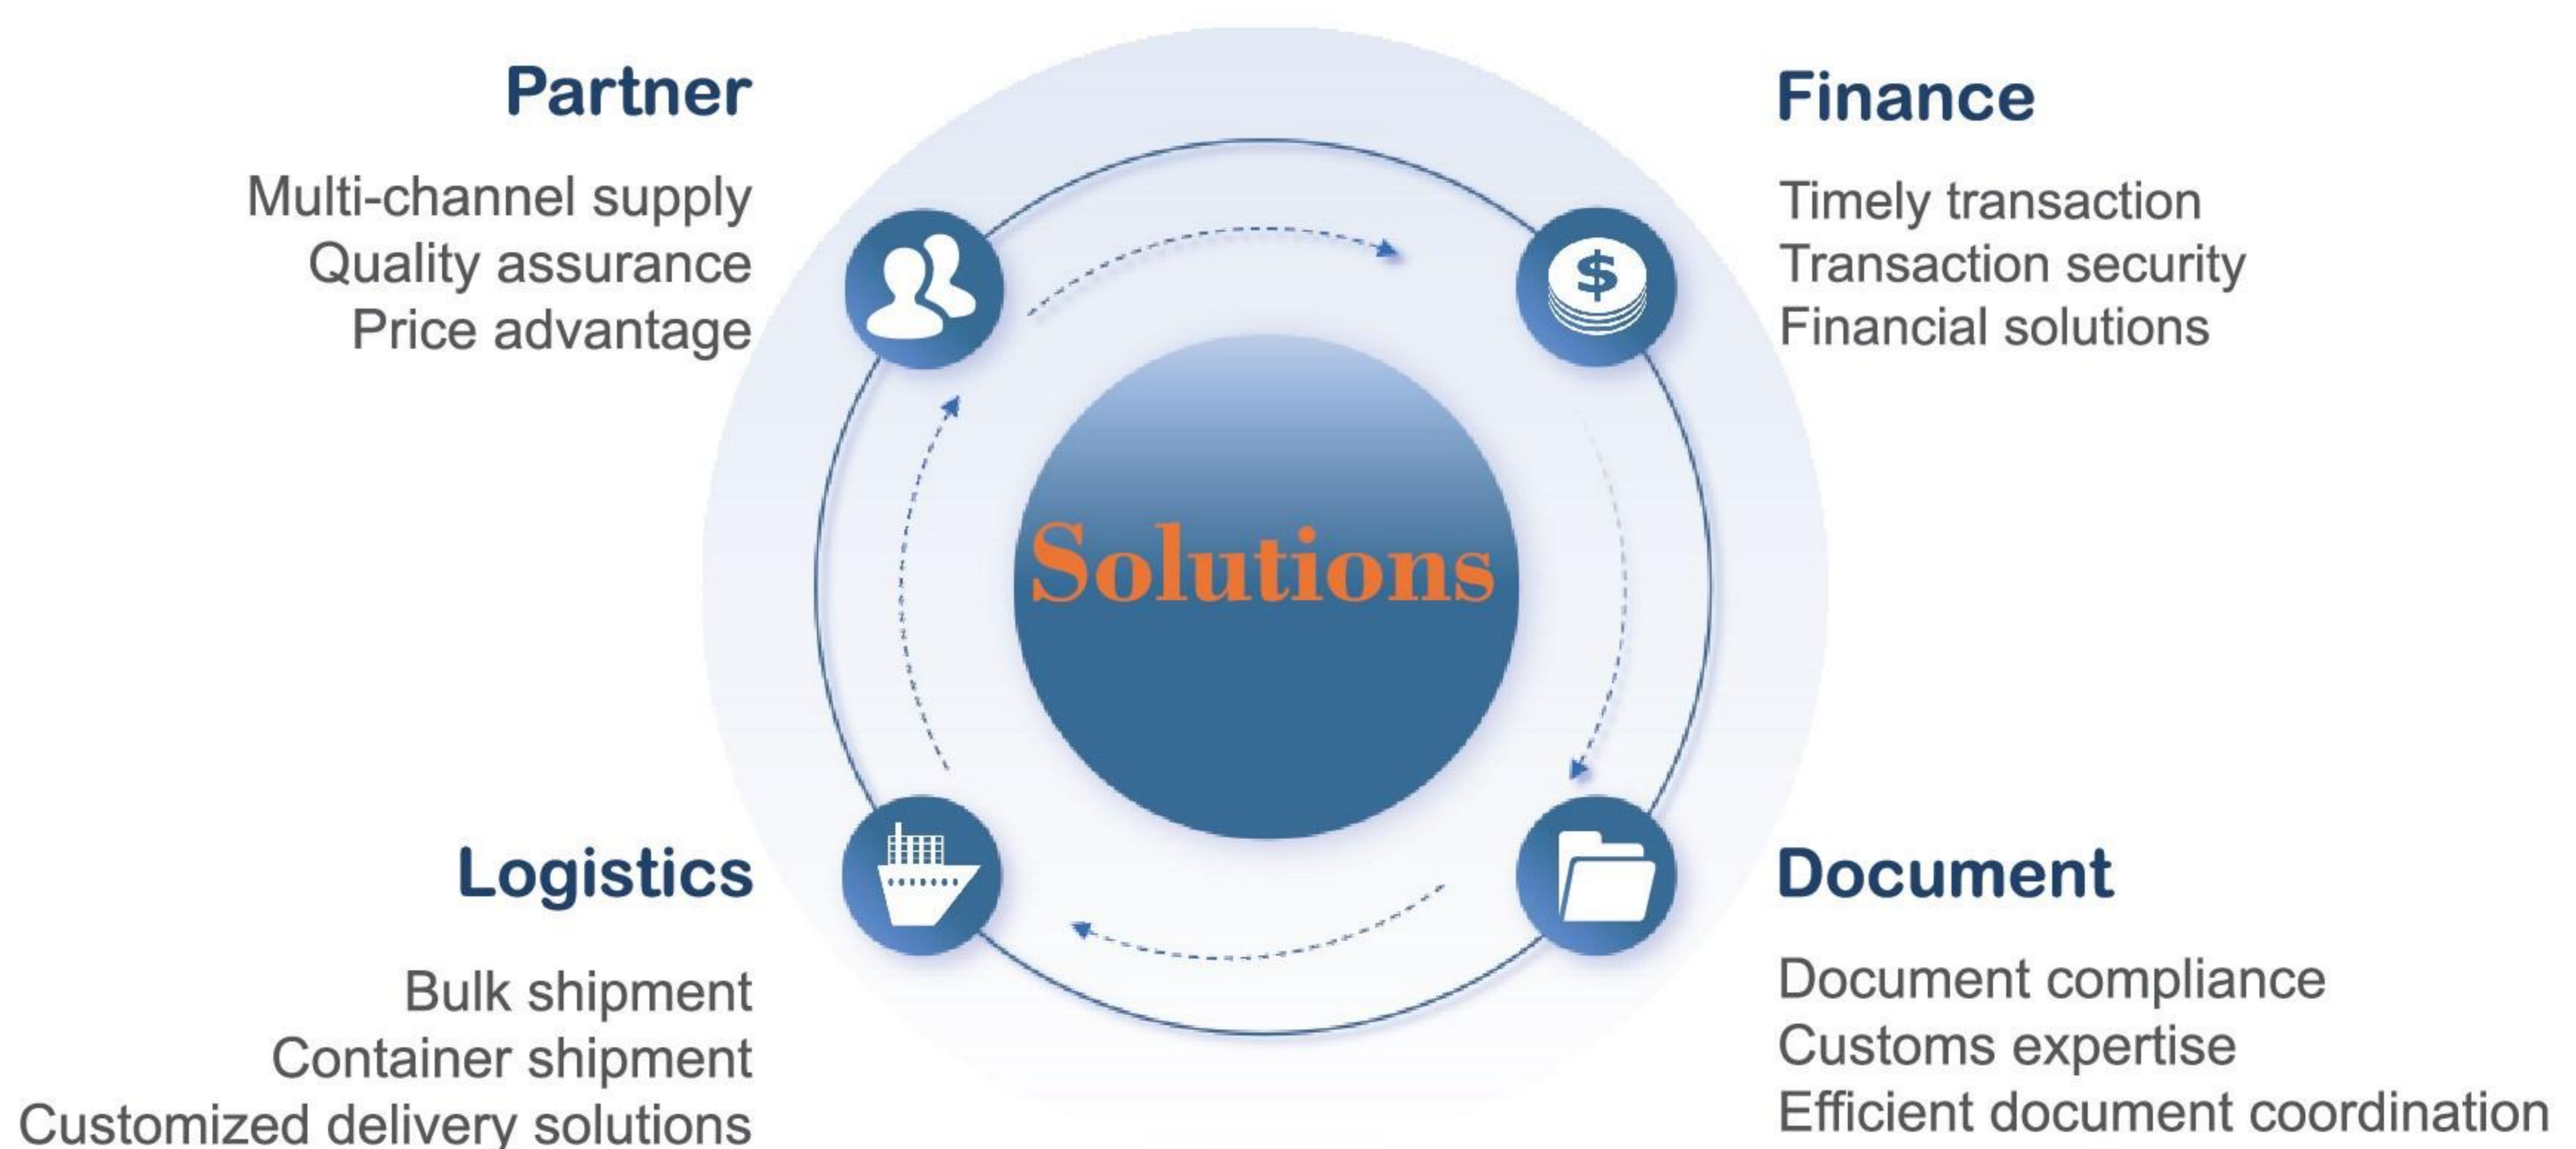 Partner
Multi-channel supply
Quality assurance
Price advantage
Finance
Timely transaction
Transaction security
Financial solutions
$
Solutions
Logistics
Bulk shipment
Container shipment
Customized delivery solutions
Document
Document compliance
Customs expertise
Efficient document coordination